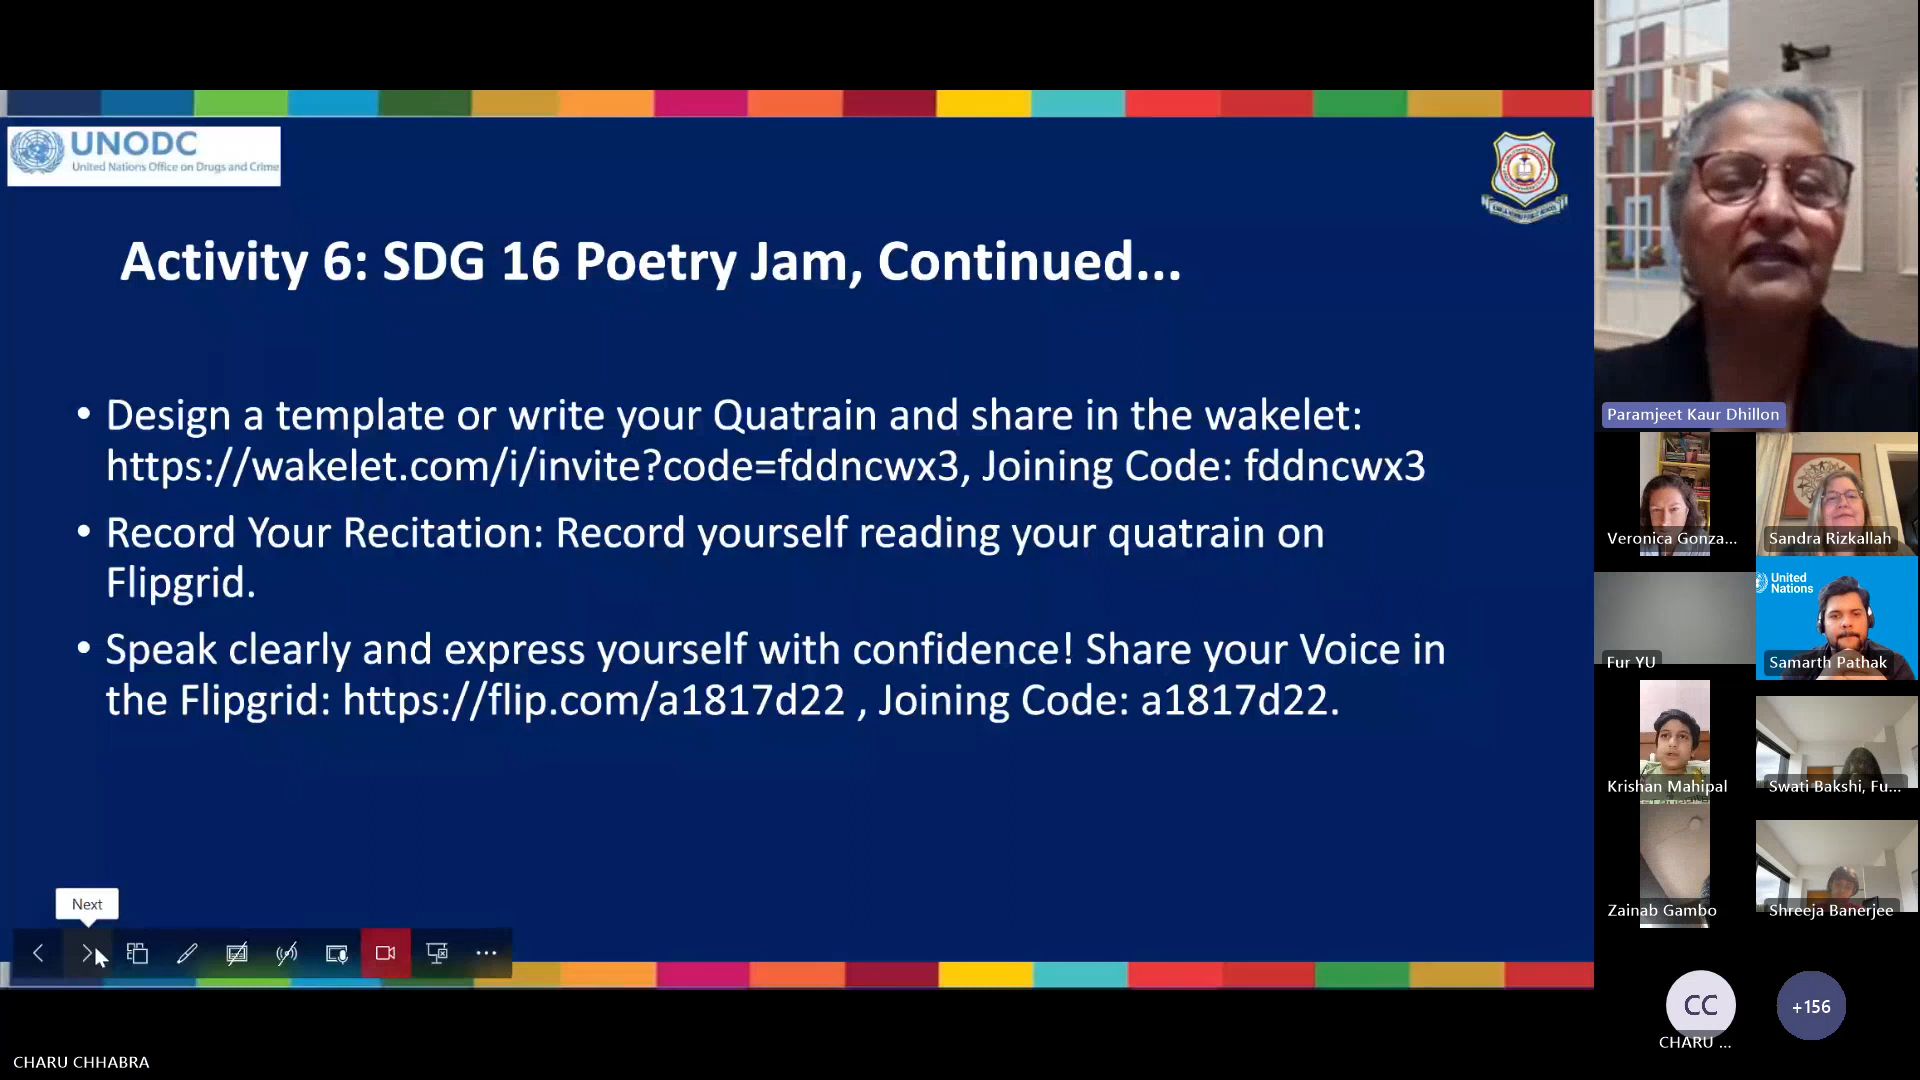 UNODC
United Nations Office on Drugs and Crime
Activity 6: SDG 16 Poetry Jam, Continued...
• Design a template or write your Quatrain and share in the wakelet:
https://wakelet.com/i/invite?code=fddncwx3, Joining Code: fddncwx3
• Record Your Recitation: Record yourself reading your quatrain on
Flipgrid.
• Speak clearly and express yourself with confidence! Share your Voice in
the Flipgrid: https://flip.com/a1817d22 , Joining Code: a1817d22.
Next
CHARU CHHABRA
Paramjeet Kaur Dhillon
Veronica Gonza...
Sandra Rizkallah
United
Nations
Fur YU
Samarth Pathak
Krishan Mahipal
Swati Bakshi, Fu...
Zainab Gambo
Shreeja Banerjee
CC
+156
CHARU ...